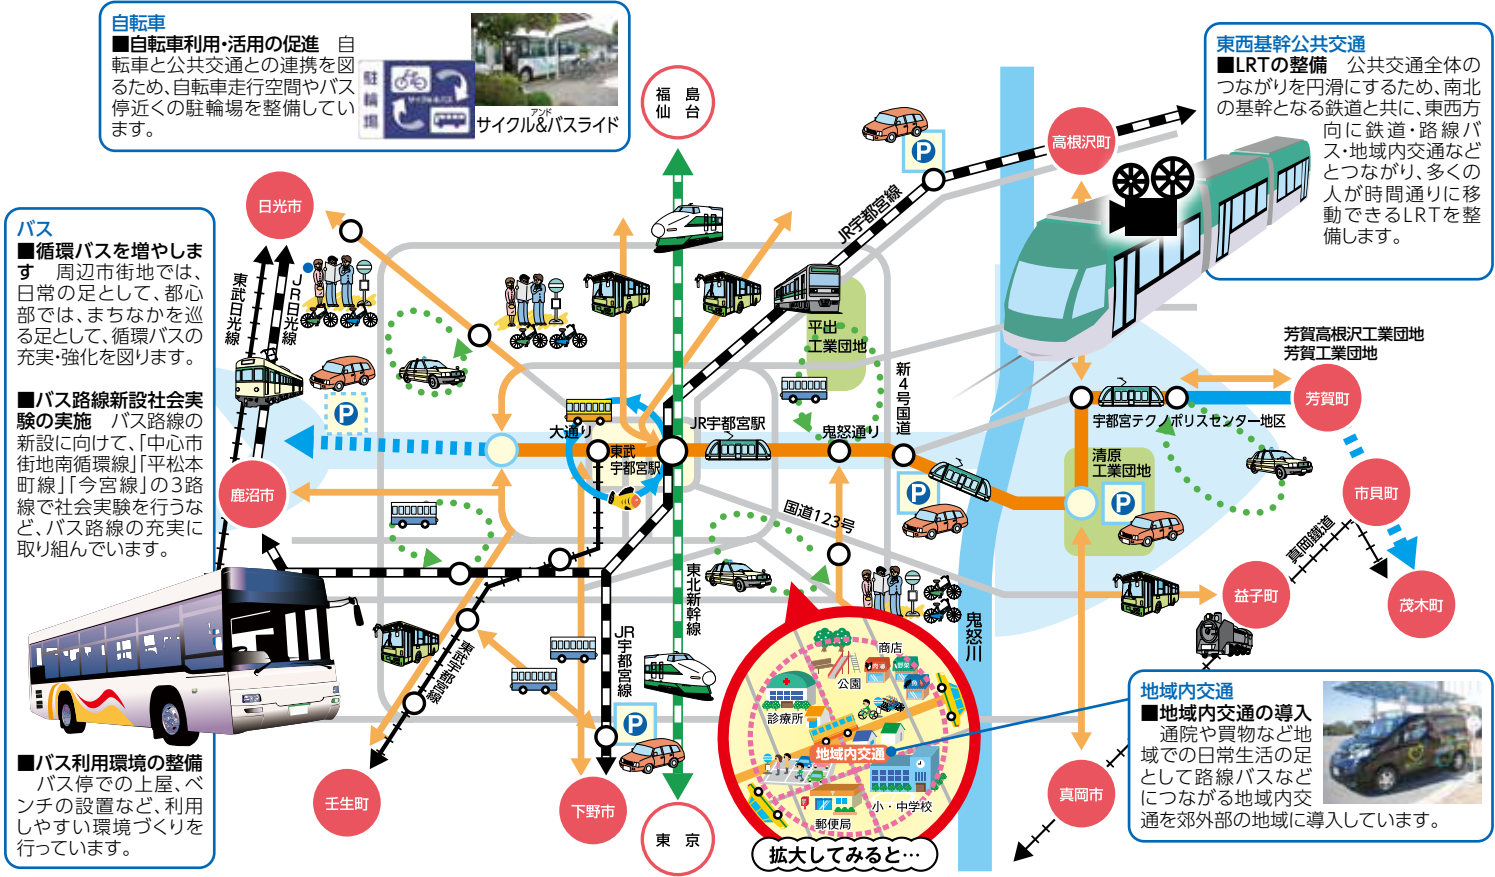 自転車
■自転車利用・活用の促進 自
転車と公共交通との連携を図
るため、自転車走行空間やバス
停近くの駐輪場を整備してい
ます。
駐輪場
サイクル&バス
アンド
サイクル&バスライド
福島
仙台
東西基幹公共交通
■LRTの整備 公共交通全体の
つながりを円滑にするため、南北
の基幹となる鉄道と共に、東西方
向に鉄道・路線バ
ス・地域内交通など
とつながり、多くの
人が時間通りに移
動できるLRTを整
備します。
バス
■循環バスを増やしま
す 周辺市街地では、
日常の足として、都心
部では、まちなかを巡
る足として、循環バスの
充実・強化を図ります。
■バス路線新設社会実
験の実施 バス路線の
新設に向けて、「中心市
街地南循環線」「平松本
町線」「今宮線」の3路
線で社会実験を行うな
ど、バス路線の充実に
取り組んでいます。
■バス利用環境の整備
バス停での上屋、ベ
ンチの設置など、利用
しやすい環境づくりを
行っています。
日光市
東武日光線
JR日光線
P
鹿沼市
大通り
東武
宇都宮駅
JR宇都宮駅
JR宇都宮線
P
高根沢町
平出
工業団地
新4号国道
鬼怒通り
P
国道123号
芳賀高根沢工業団地
芳賀工業団地
芳賀町
宇都宮テクノポリスセンター地区
清原
工業団地
P
市貝町
真岡鐵道
茂木町
益子町
鬼怒川
東北新幹線
JR宇都宮線
東武宇都宮線
P
壬生町
下野市
東京
真岡市
商店
肉
野菜
公園
診療所
地域内交通
小・中学校
郵便局
拡大してみると…
地域内交通
■地域内交通の導入
通院や買物など地
域での日常生活の足
として路線バスなど
につながる地域内交
通を郊外部の地域に導入しています。